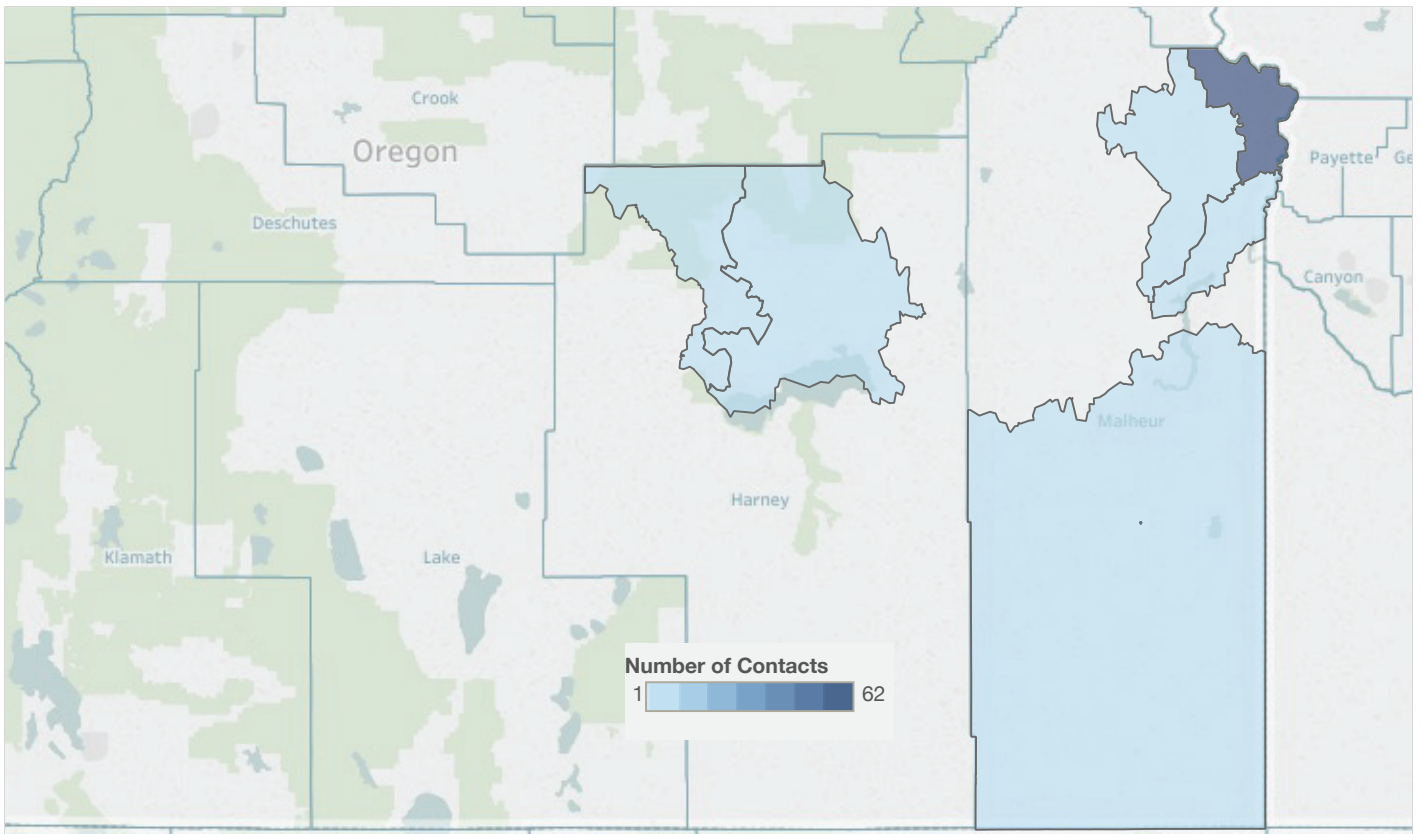 Crook
Oregon
Payette
Ge
Deschutes
Canyon
Malheur
Harney
Klamath
Lake
Number of Contacts
1 62